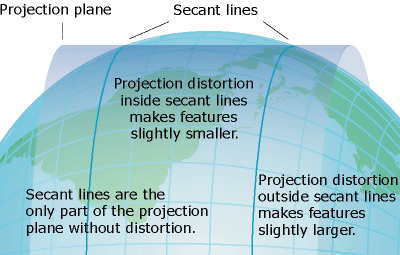 Projection plane
Secant lines
Projection distortion
inside secant lines
makes features
slightly smaller.
Secant lines are the
only part of the projection
plane without distortion.
Projection distortion
outside secant lines
makes features
slightly larger.